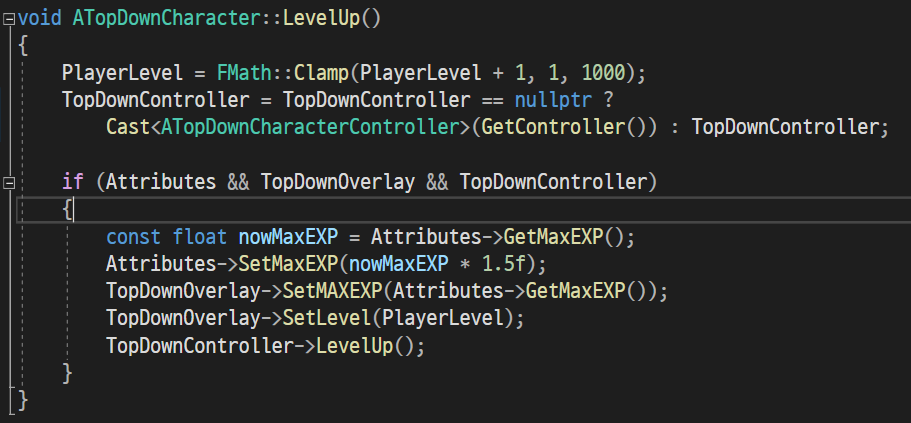 void ATopDownCharacter::LevelUp()
{
PlayerLevel = FMath::Clamp(PlayerLevel + 1, 1, 1000);
TopDownController = TopDownController == nullptr ?
Cast<ATopDownCharacterController>(GetController()) : TopDownController;
if (Attributes && TopDownOverlay && TopDownController)
{
const float nowMaxEXP = Attributes->GetMaxEXP();
Attributes->SetMaxEXP(nowMaxEXP * 1.5f);
TopDownOverlay->SetMAXEXP(Attributes->GetMaxEXP());
TopDownOverlay->SetLevel(PlayerLevel);
TopDownController->LevelUp();
}
}